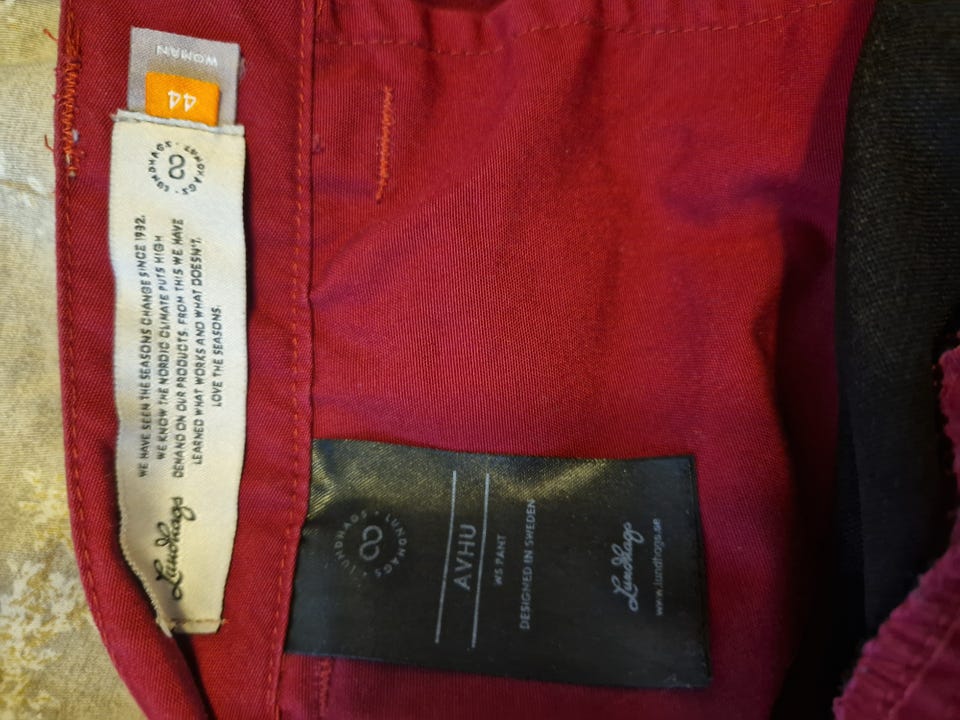 WOMAN
44
LUNDHAGS · LUNDHAGS ·
WE HAVE SEEN THE SEASONS CHANGE SINCE 1932.
WE KNOW THE NORDIC CLIMATE PUTS HIGH
DEMAND ON OUR PRODUCTS. FROM THIS WE HAVE
LEARNED WHAT WORKS AND WHAT DOESN'T.
LOVE THE SEASONS.
Lundhags
LUNDHAGS · LUNDHAGS ·
AVHU
WS PANT
DESIGNED IN SWEDEN
Lundhags
www.lundhags.se